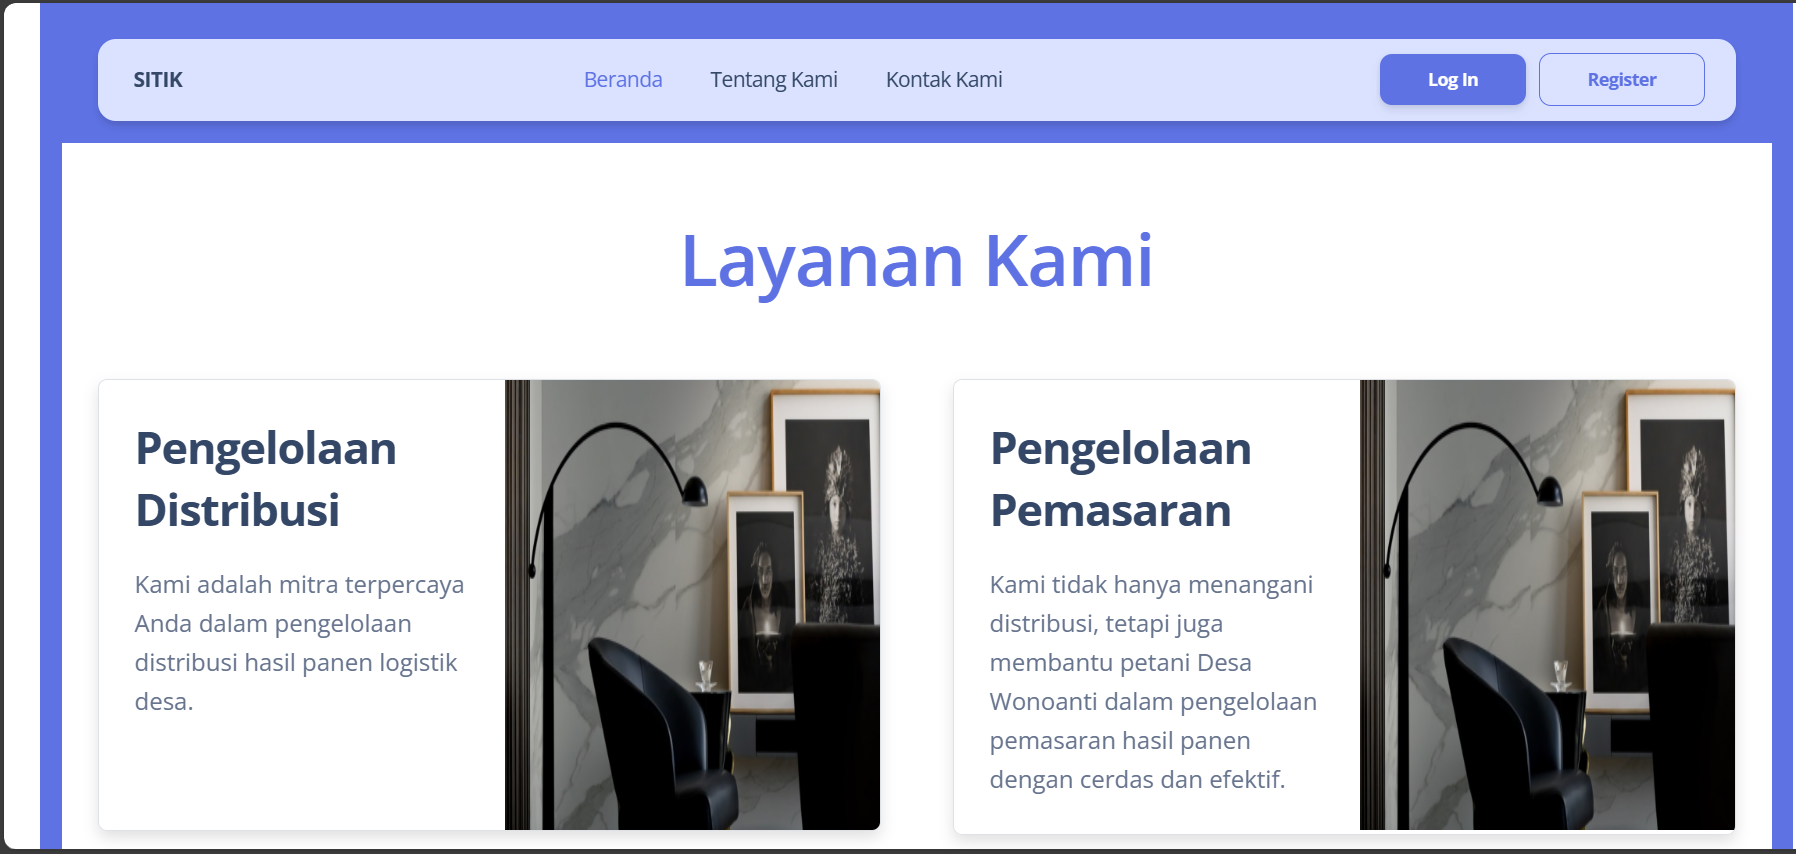 SITIK
Beranda
Tentang Kami
Kontak Kami
Log In
Register
Layanan Kami
Pengelolaan
Distribusi
Kami adalah mitra terpercaya
Anda dalam pengelolaan
distribusi hasil panen logistik
desa.
Pengelolaan
Pemasaran
Kami tidak hanya menangani
distribusi, tetapi juga
membantu petani Desa
Wonoanti dalam pengelolaan
pemasaran hasil panen
dengan cerdas dan efektif.